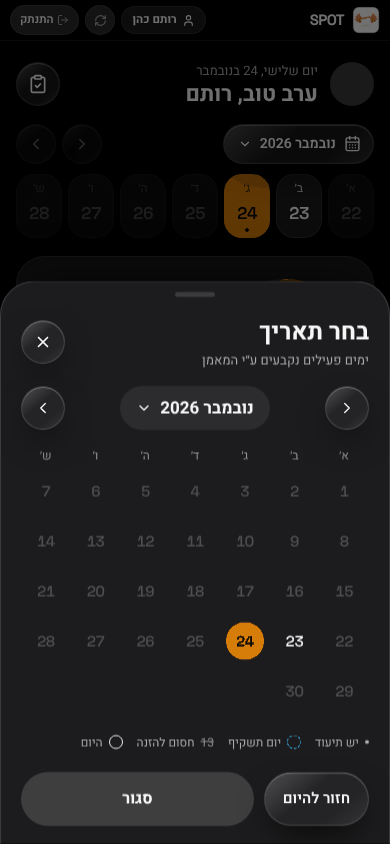 SPOT
רותם כהן
התנתק
יום שלישי, 24 בנובמבר
ערב טוב, רותם
נובמבר 2026
א׳ ב׳ ג׳ ד׳ ה׳ ו׳ ש׳
22 23 24 25 26 27 28
בחר תאריך
ימים פעילים נקבעים ע״י המאמן
נובמבר 2026
א׳ ב׳ ג׳ ד׳ ה׳ ו׳ ש׳
1 2 3 4 5 6 7
8 9 10 11 12 13 14
15 16 17 18 19 20 21
22 23 24 25 26 27 28
29 30
יש תיעוד יום תשקיף 13 חסום להזנה היום
חזור להיום
סגור